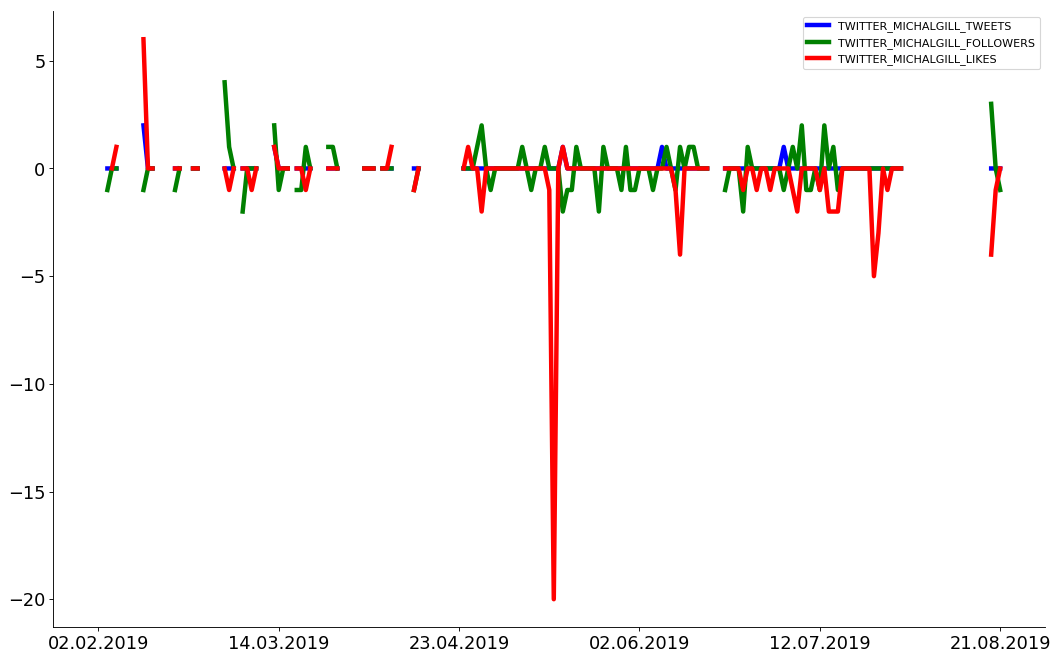 TWITTER_MICHALGILL_TWEETS
TWITTER_MICHALGILL_FOLLOWERS
TWITTER_MICHALGILL_LIKES
5
0
−5
−10
−15
−20
02.02.2019 14.03.2019 23.04.2019 02.06.2019 12.07.2019 21.08.2019